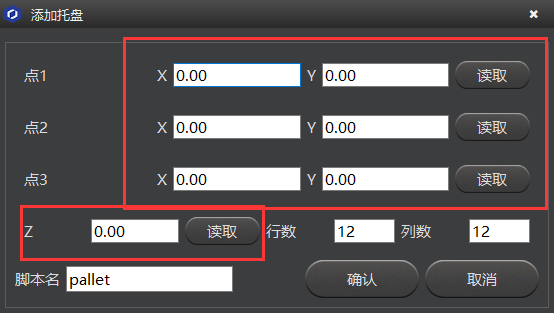 添加托盘
点1 X 0.00 Y 0.00 读取
点2 X 0.00 Y 0.00 读取
点3 X 0.00 Y 0.00 读取
Z 0.00 读取 行数 12 列数 12
脚本名 pallet 确认 取消